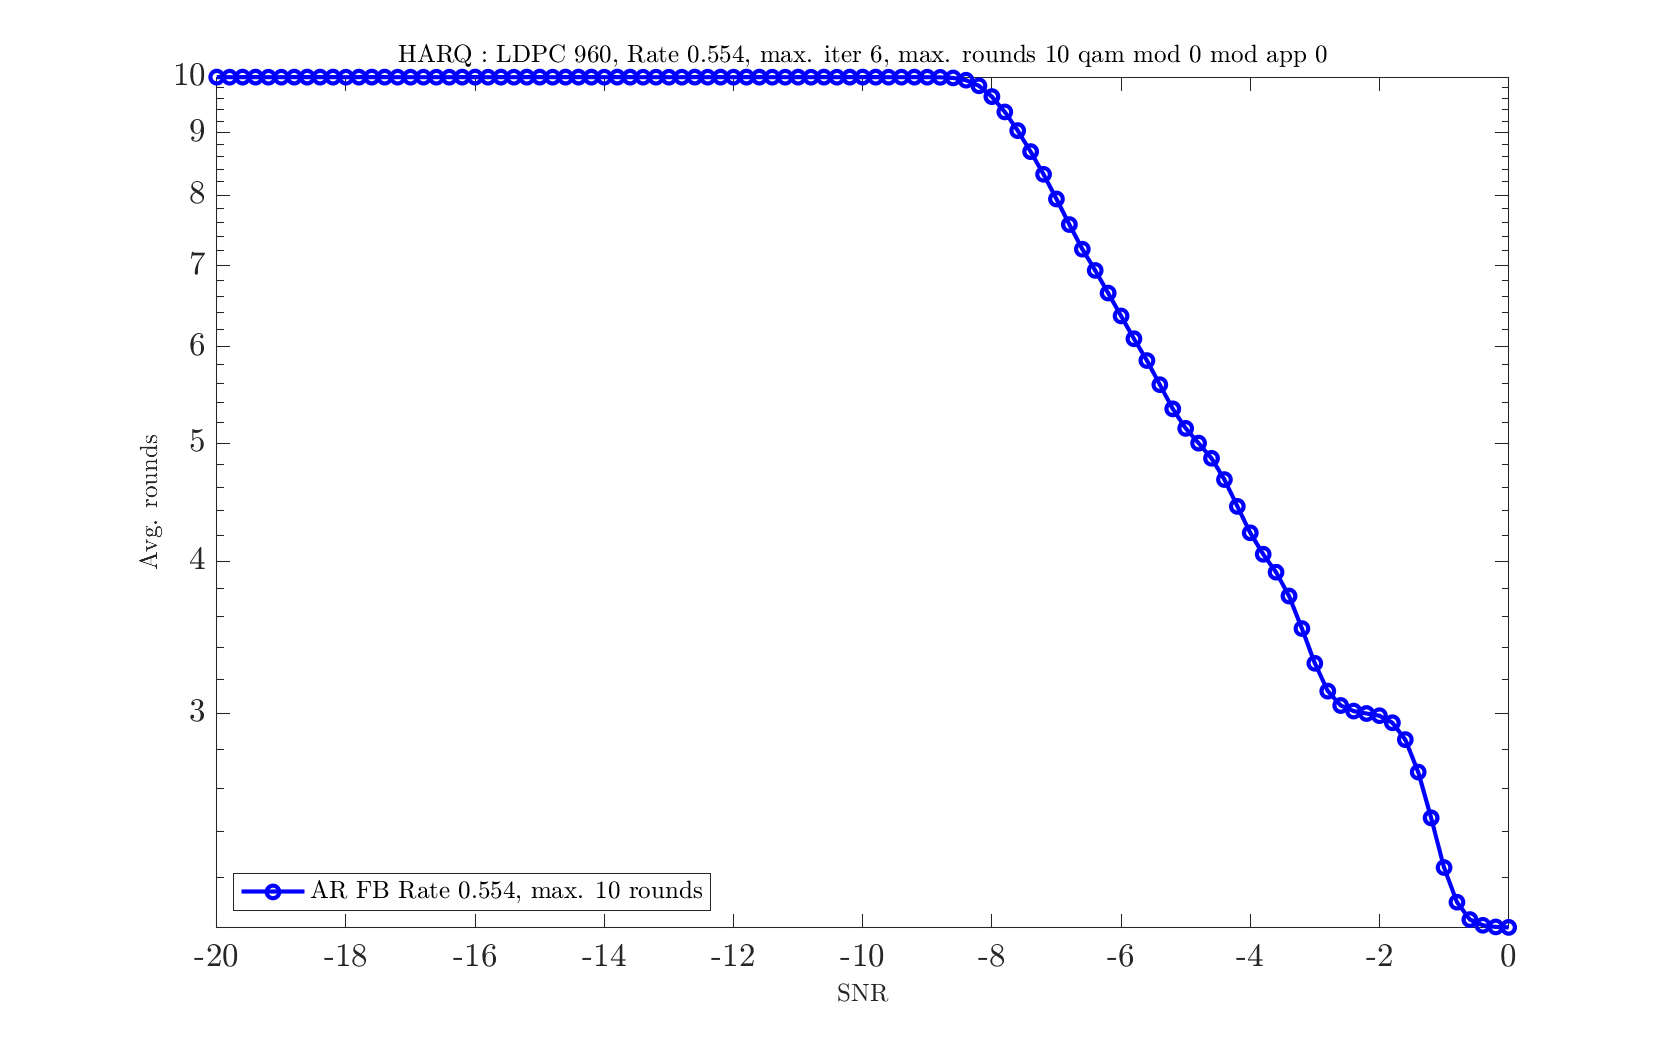 HARQ : LDPC 960, Rate 0.554, max. iter 6, max. rounds 10 qam mod 0 mod app 0
10
9
8
7
6
5
4
3
Avg. rounds
AR FB Rate 0.554, max. 10 rounds
-20 -18 -16 -14 -12 -10 -8 -6 -4 -2 0
SNR